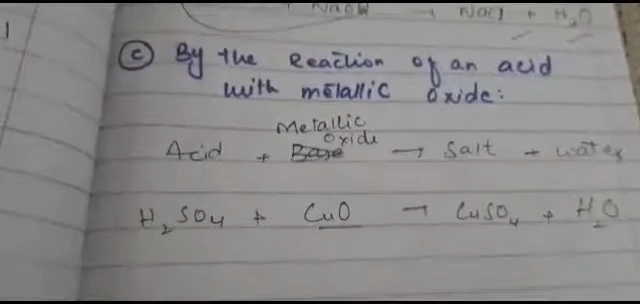 NaOH → NaCl + H₂O
(c) By the Reaction of an acid
with metallic oxide:
Metallic
oxide
Acid + Base → Salt + water
H₂SO₄ + CuO → CuSO₄ + H₂O